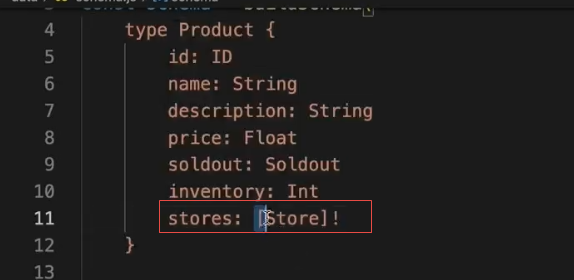 4 type Product {
5 id: ID
6 name: String
7 description: String
8 price: Float
9 soldout: Soldout
10 inventory: Int
11 stores: [Store]!
12 }
13